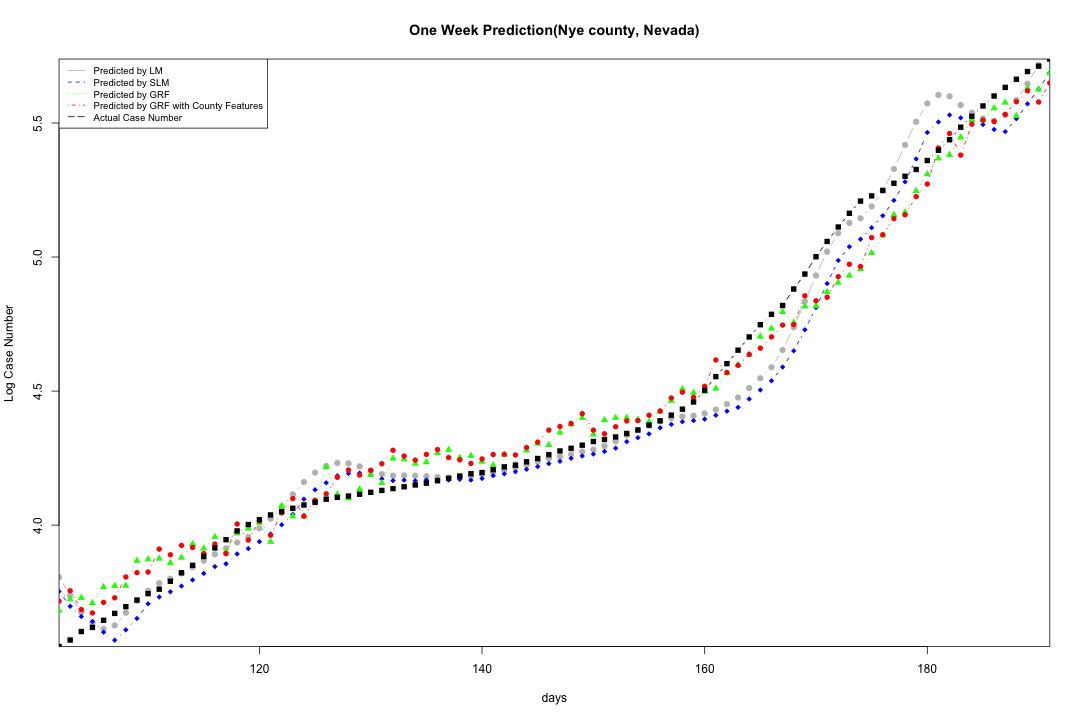 One Week Prediction(Nye county, Nevada)
Predicted by LM
Predicted by SLM
Predicted by GRF
Predicted by GRF with County Features
Actual Case Number
5.5
5.0
4.5
4.0
Log Case Number
120 140 160 180
days